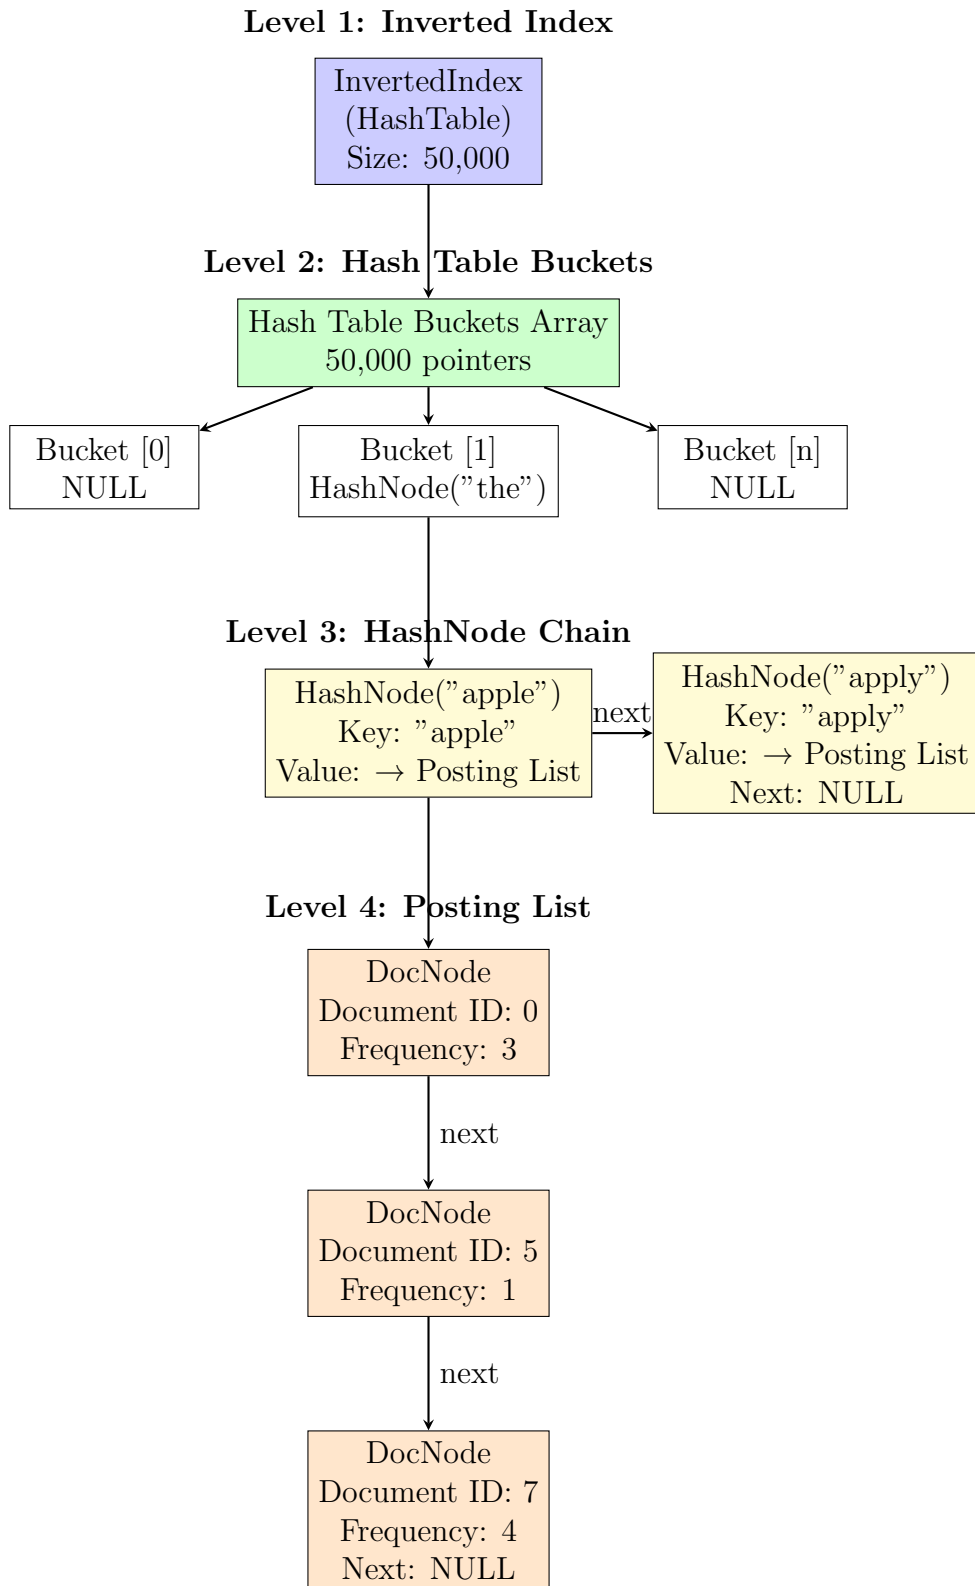 Level 1: Inverted Index
InvertedIndex
(HashTable)
Size: 50,000
Level 2: Hash Table Buckets
Hash Table Buckets Array
50,000 pointers
Bucket [0]
NULL
Bucket [1]
HashNode(”the”)
Bucket [n]
NULL
Level 3: HashNode Chain
HashNode(”apple”)
Key: ”apple”
Value: → Posting List
next
HashNode(”apply”)
Key: ”apply”
Value: → Posting List
Next: NULL
Level 4: Posting List
DocNode
Document ID: 0
Frequency: 3
next
DocNode
Document ID: 5
Frequency: 1
next
DocNode
Document ID: 7
Frequency: 4
Next: NULL